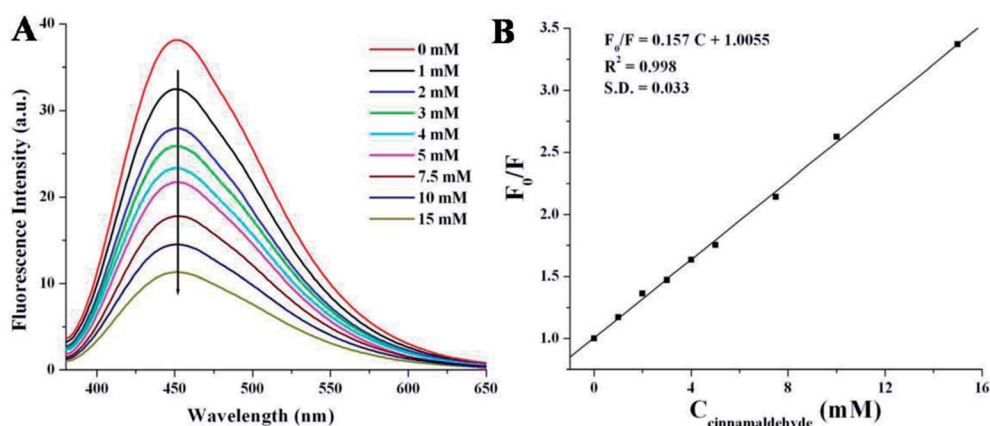 A
40
30
20
10
0
400
450
500
550
600
650
Fluorescence Intensity (a.u.)
Wavelength (nm)
0 mM
1 mM
2 mM
3 mM
4 mM
5 mM
7.5 mM
10 mM
15 mM
B
3.5
3.0
2.5
2.0
1.5
1.0
0
4
8
12
16
F₀/F
C cinnamaldehyde (mM)
F₀/F = 0.157 C + 1.0055
R² = 0.998
S.D. = 0.033